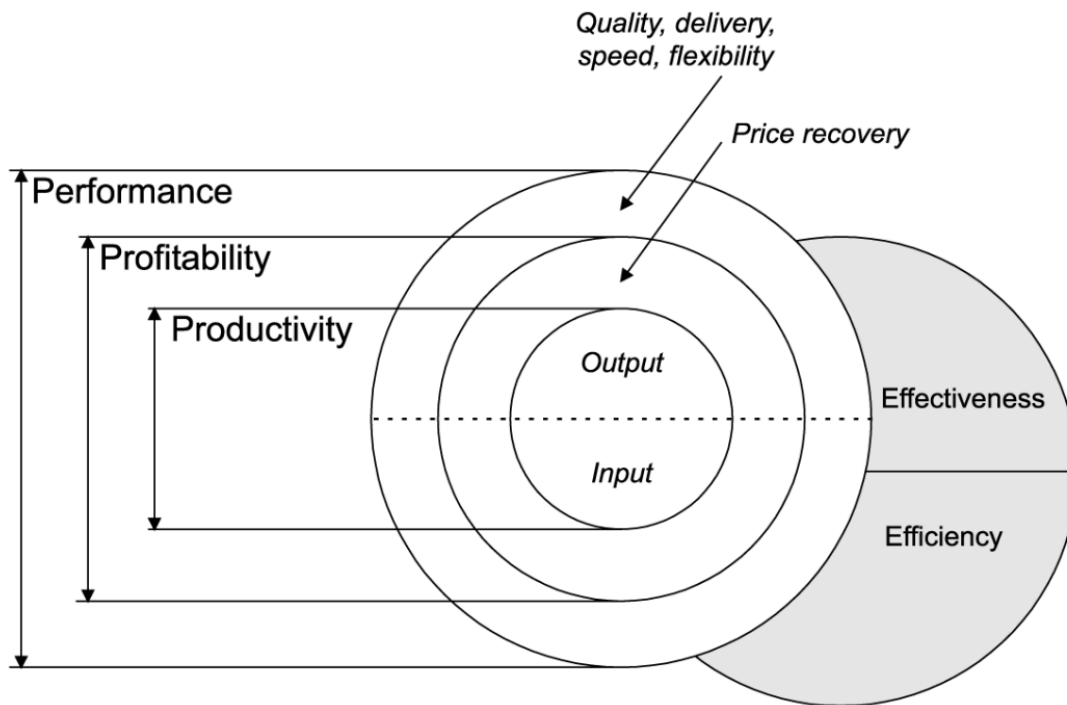 Quality, delivery,
speed, flexibility
Price recovery
Performance
Profitability
Productivity
Output
Effectiveness
Input
Efficiency